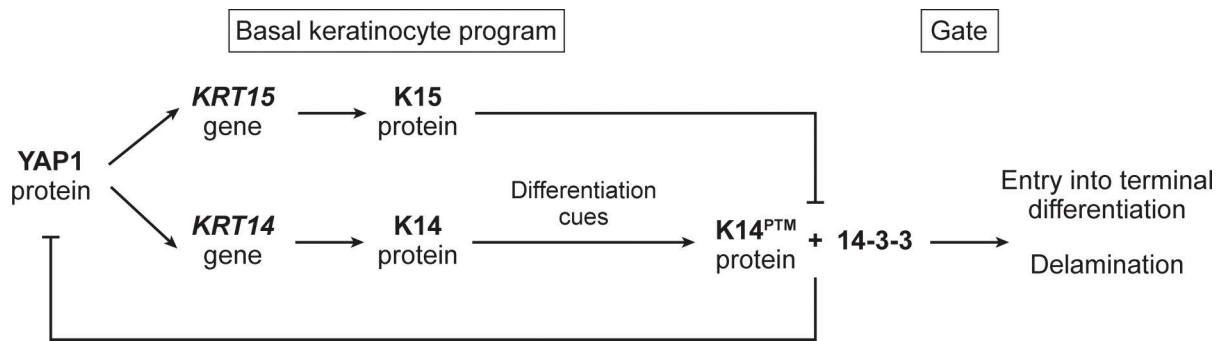 Basal keratinocyte program
Gate
KRT15
gene
K15
protein
YAP1
protein
Differentiation
cues
KRT14
gene
K14
protein
K14ᴾᵀᴹ + 14-3-3
protein
Entry into terminal
differentiation
Delamination